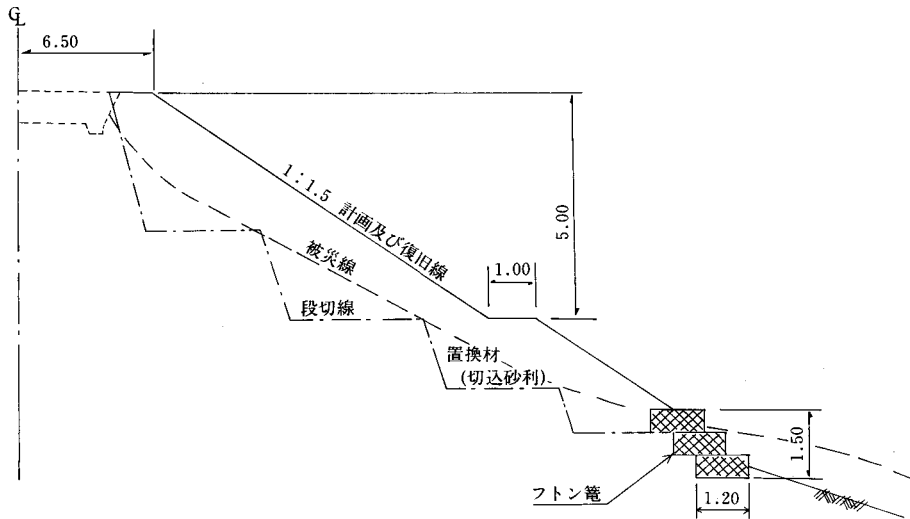 ℄
6.50
1:1.5 計画及び復旧線
5.00
被災線
1.00
段切線
置換材
(切込砂利)
1.50
フトン篭
1.20